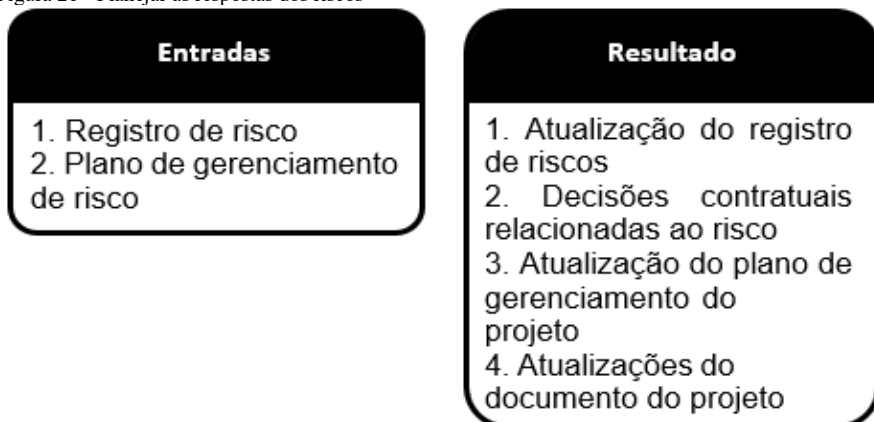 Entradas
1. Registro de risco
2. Plano de gerenciamento
de risco
Resultado
1. Atualização do registro
de riscos
2. Decisões contratuais
relacionadas ao risco
3. Atualização do plano de
gerenciamento do
projeto
4. Atualizações do
documento do projeto